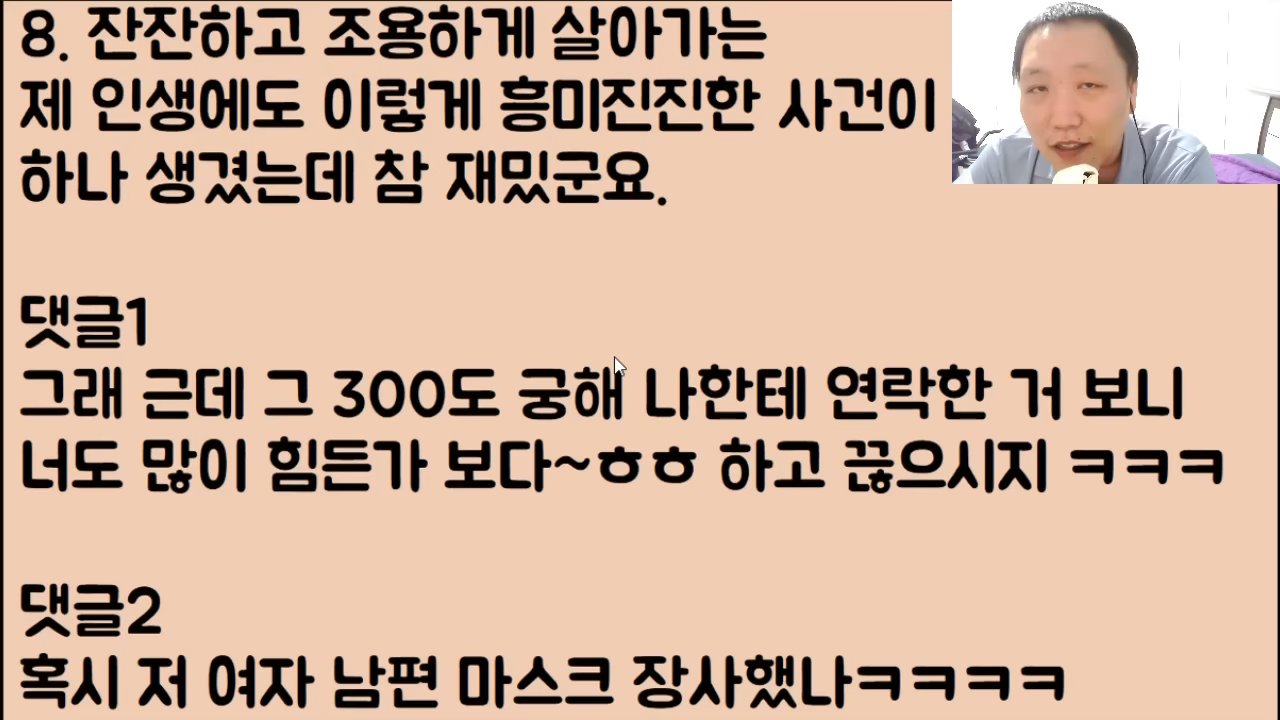 8. 잔잔하고 조용하게 살아가는
제 인생에도 이렇게 흥미진진한 사건이
하나 생겼는데 참 재밌군요.
댓글1
그래 근데 그 300도 궁해 나한테 연락한 거 보니
너도 많이 힘든가 보다~ㅎㅎ 하고 끊으시지 ㅋㅋㅋ
댓글2
혹시 저 여자 남편 마스크 장사했나ㅋㅋㅋㅋ